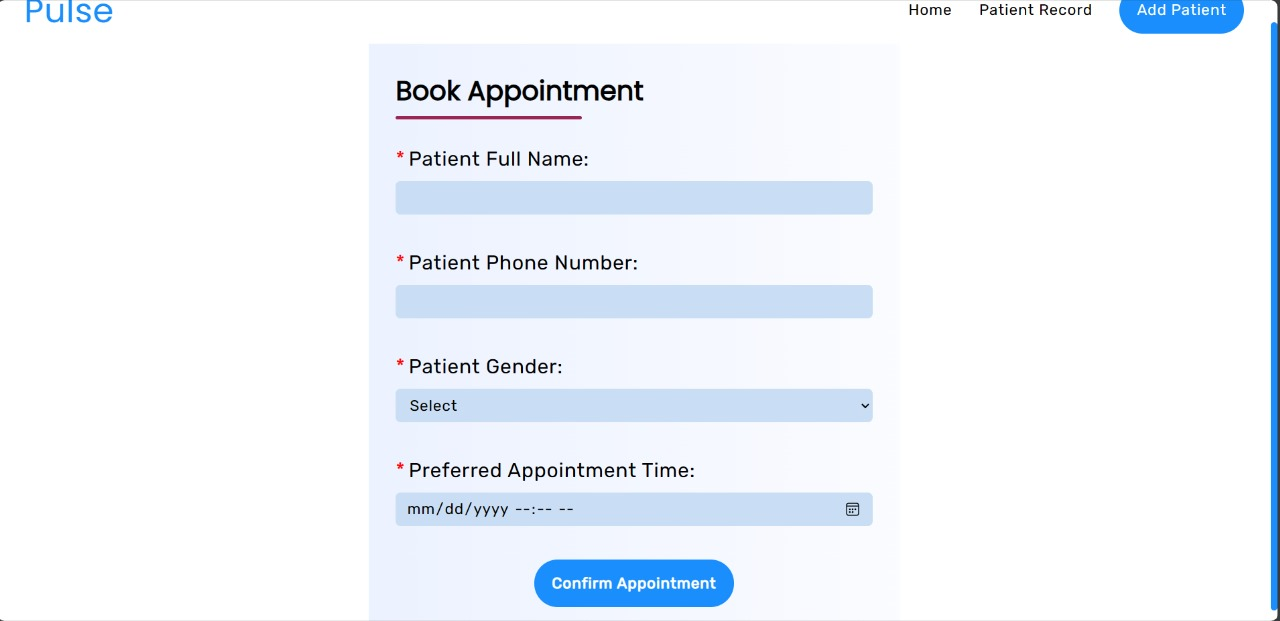 Pulse
Home
Patient Record
Add Patient
Book Appointment
* Patient Full Name:
* Patient Phone Number:
* Patient Gender:
Select
* Preferred Appointment Time:
mm/dd/yyyy --:-- --
Confirm Appointment